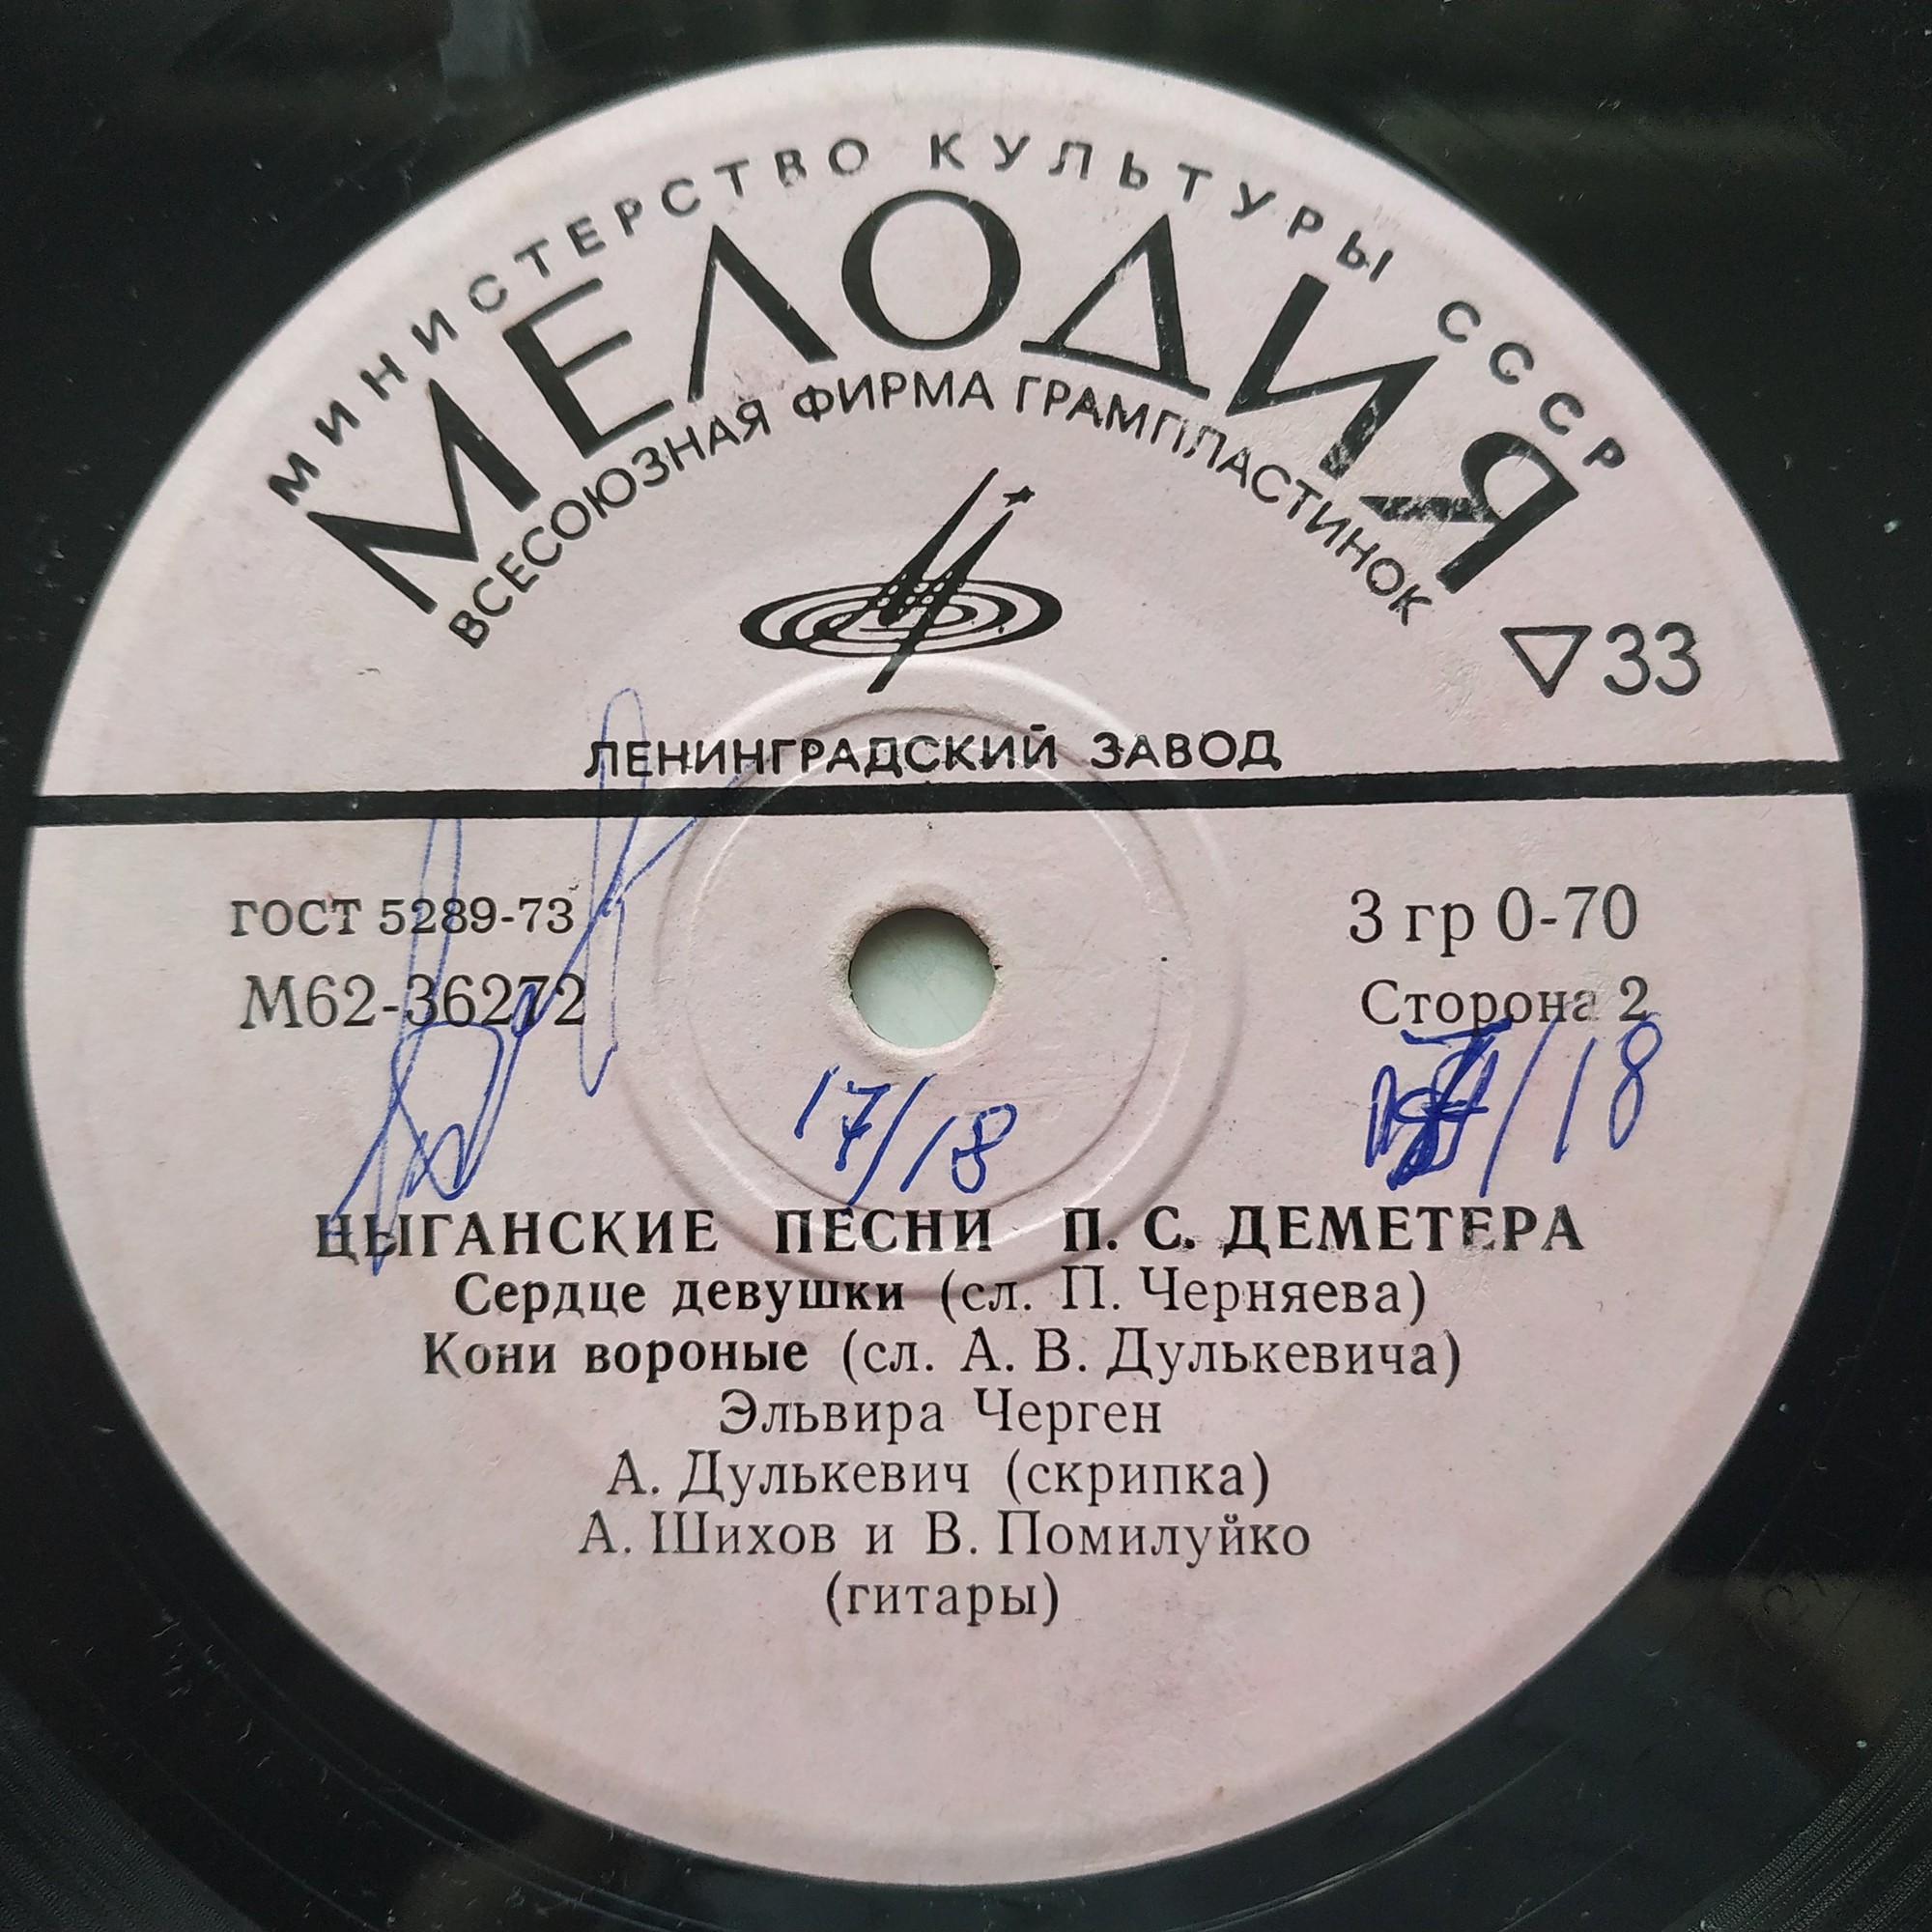 МИНИСТЕРСТВО КУЛЬТУРЫ СССР
МЕЛОДИЯ
ВСЕСОЮЗНАЯ ФИРМА ГРАМПЛАСТИНОК
▽33
ЛЕНИНГРАДСКИЙ ЗАВОД
ГОСТ 5289-73
3 гр 0-70
М62-36272
Сторона 2
17/18
/18
ЦЫГАНСКИЕ ПЕСНИ П. С. ДЕМЕТЕРА
Сердце девушки (сл. П. Черняева)
Кони вороные (сл. А. В. Дулькевича)
Эльвира Черген
А. Дулькевич (скрипка)
А. Шихов и В. Помилуйко
(гитары)